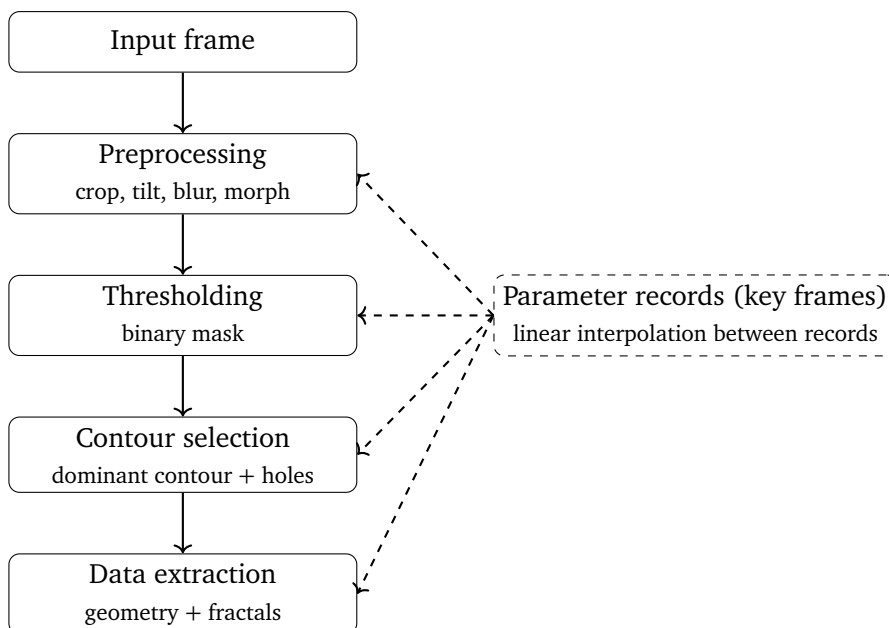 Input frame
Preprocessing
crop, tilt, blur, morph
Thresholding
binary mask
Parameter records (key frames)
linear interpolation between records
Contour selection
dominant contour + holes
Data extraction
geometry + fractals